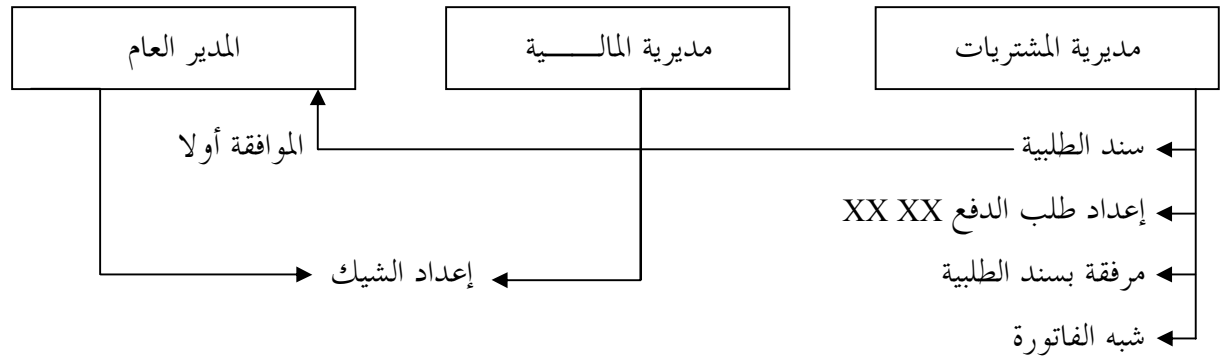 مديرية المشتريات
مديرية المالـــــــية
المدير العام
سند الطلبية
الموافقة أولا
إعداد طلب الدفع XX XX
مرفقة بسند الطلبية
إعداد الشيك
شبه الفاتورة